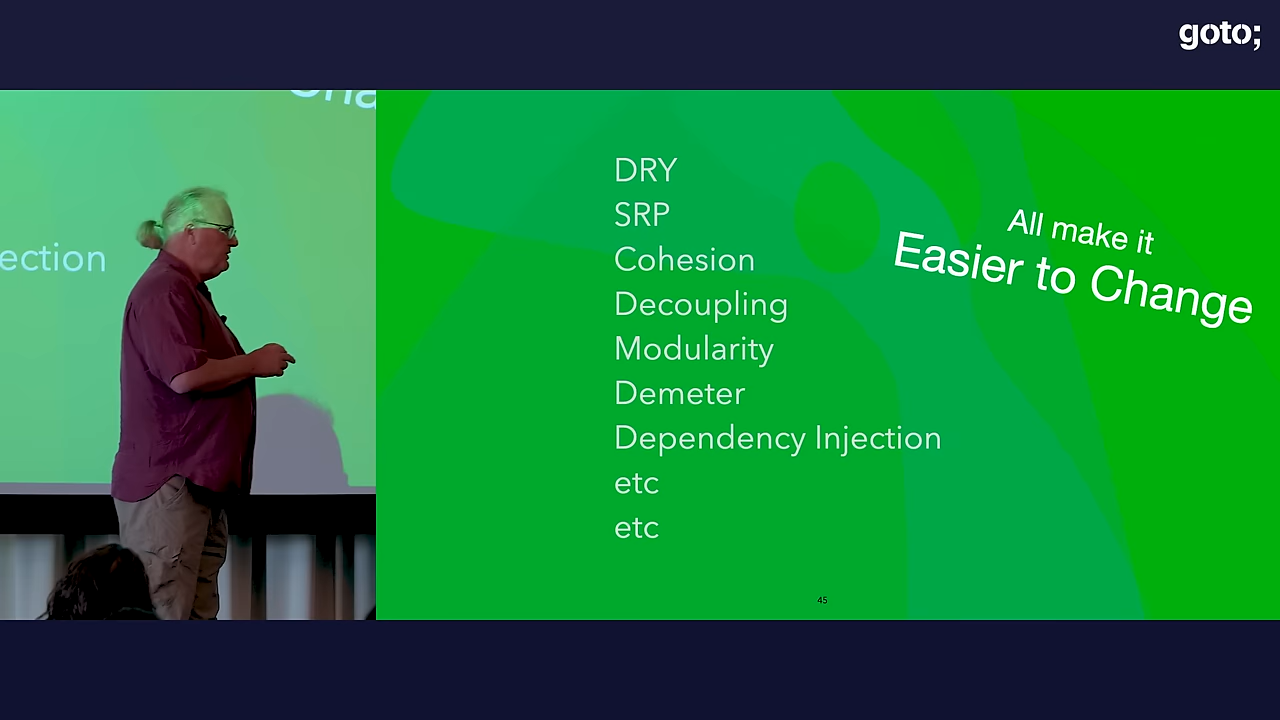 goto;
ection
DRY
SRP
Cohesion
Decoupling
Modularity
Demeter
Dependency Injection
etc
etc
All make it
Easier to Change
45